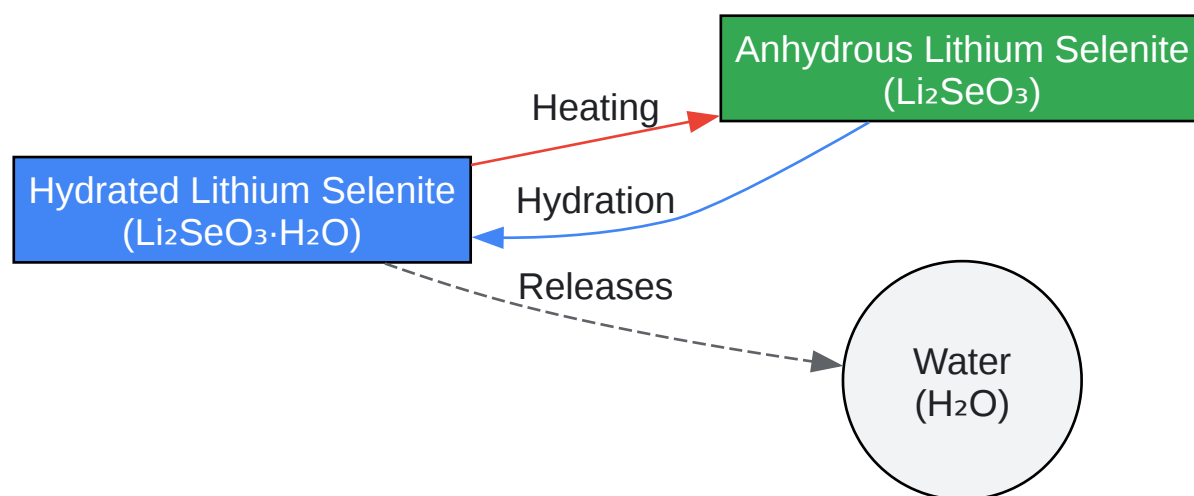 Anhydrous Lithium Selenite
(Li₂SeO₃)
Heating
Hydrated Lithium Selenite
(Li₂SeO₃·H₂O)
Hydration
Releases
Water
(H₂O)